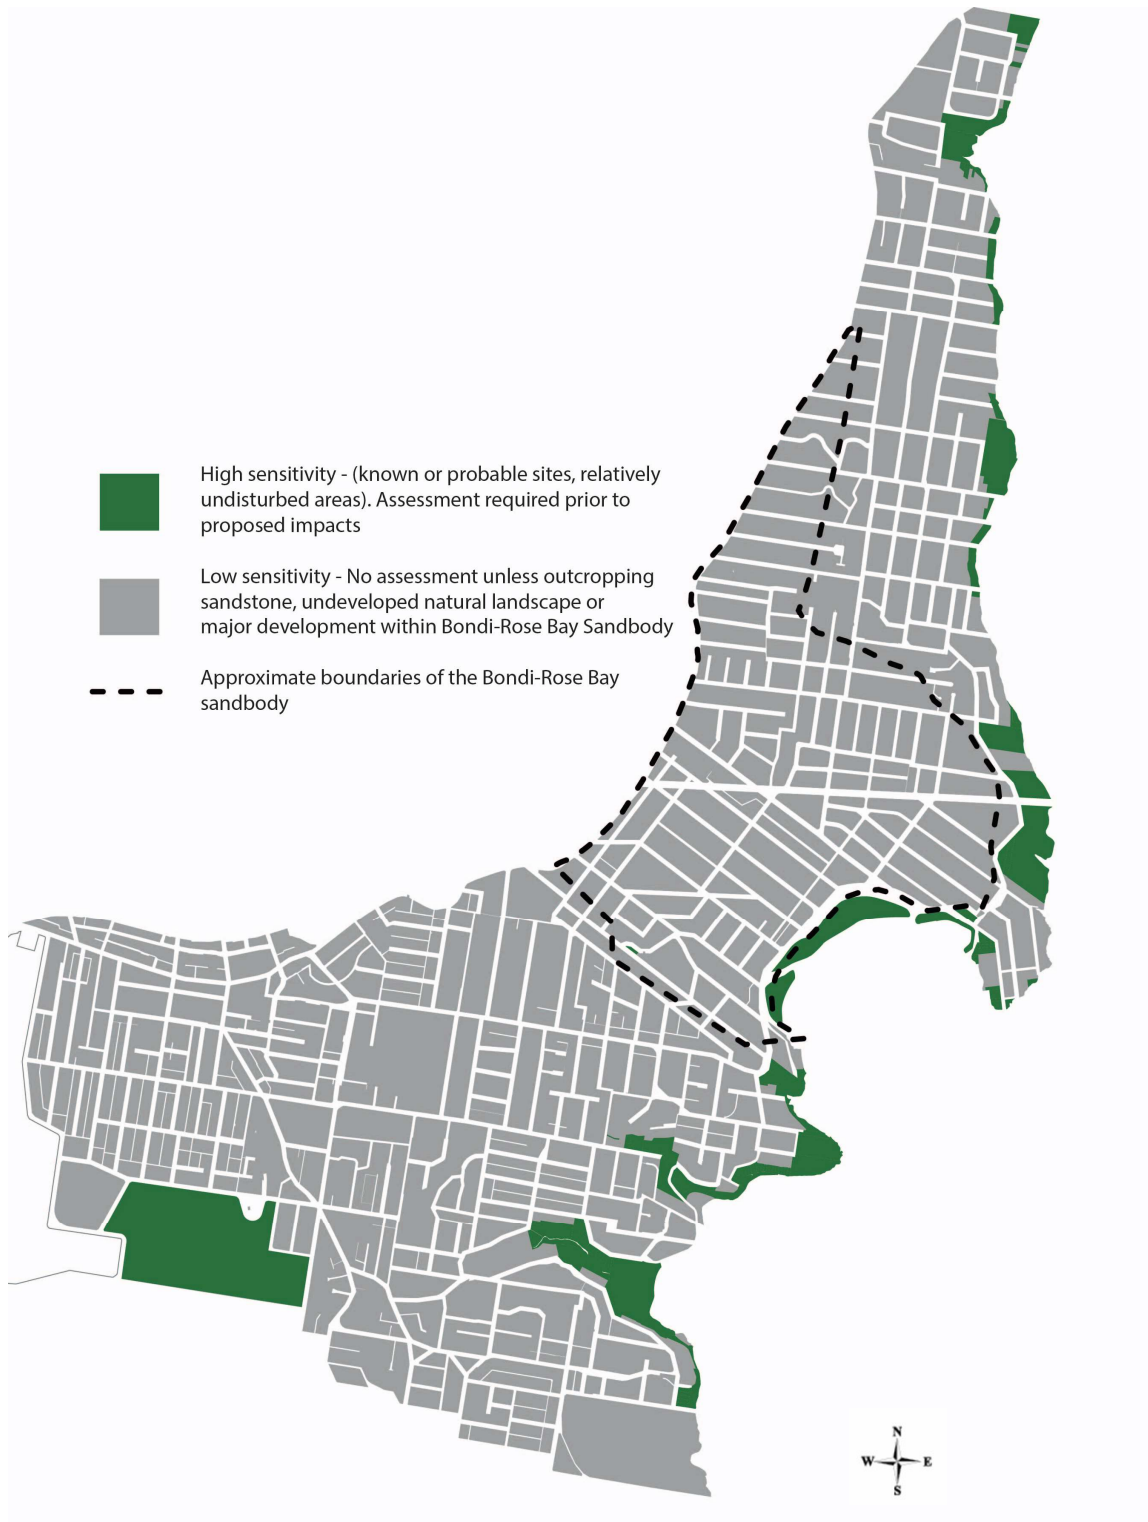 High sensitivity - (known or probable sites, relatively
undisturbed areas). Assessment required prior to
proposed impacts
Low sensitivity - No assessment unless outcropping
sandstone, undeveloped natural landscape or
major development within Bondi-Rose Bay Sandbody
Approximate boundaries of the Bondi-Rose Bay
sandbody
N
W E
S